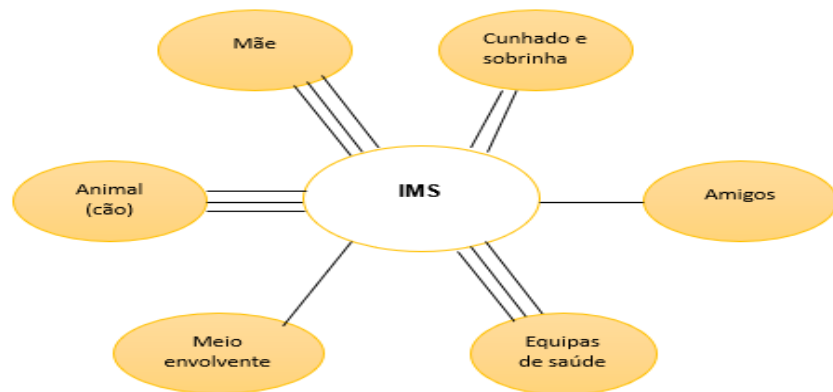 Mãe
Cunhado e
sobrinha
Animal
(cão)
IMS
Amigos
Meio
envolvente
Equipas
de saúde